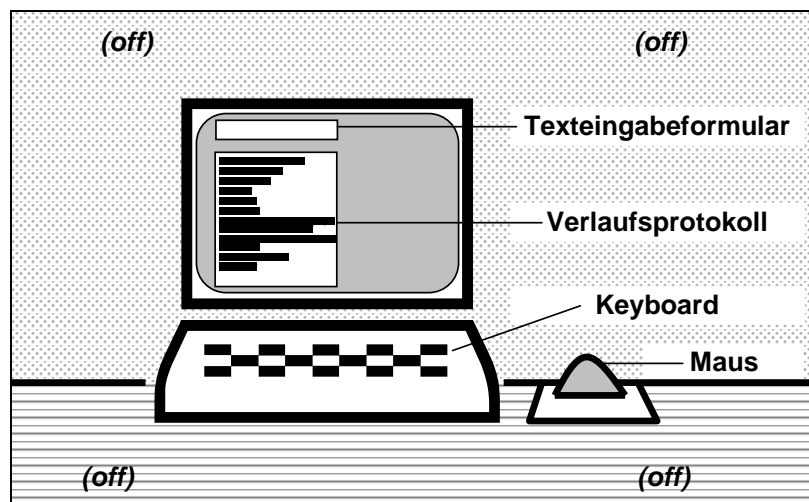 (off) (off)
Texteingabeformular
Verlaufsprotokoll
Keyboard
Maus
(off) (off)